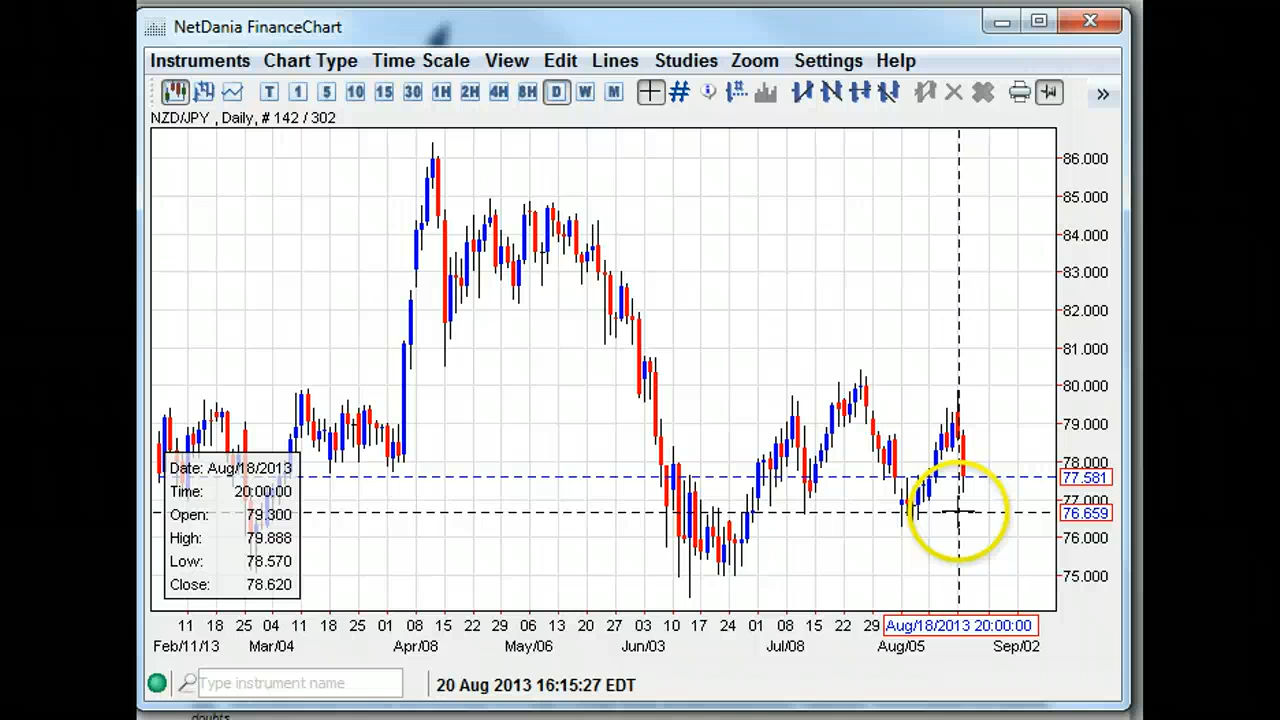 NetDania FinanceChart
Instruments Chart Type Time Scale View Edit Lines Studies Zoom Settings Help
T 1 5 10 15 30 1H 2H 4H 8H D W M
NZD/JPY , Daily, # 142 / 302
86.000
85.000
84.000
83.000
82.000
81.000
80.000
79.000
78.000
77.581
77.000
76.659
76.000
75.000
Date: Aug/18/2013
Time: 20:00:00
Open: 79.300
High: 79.888
Low: 78.570
Close: 78.620
11 18 25 04 11 18 25 01 08 15 22 29 06 13 20 27 03 10 17 24 01 08 15 22 29 Aug/18/2013 20:00:00
Feb/11/13 Mar/04 Apr/08 May/06 Jun/03 Jul/08 Aug/05 Sep/02
Type instrument name
20 Aug 2013 16:15:27 EDT
doubts